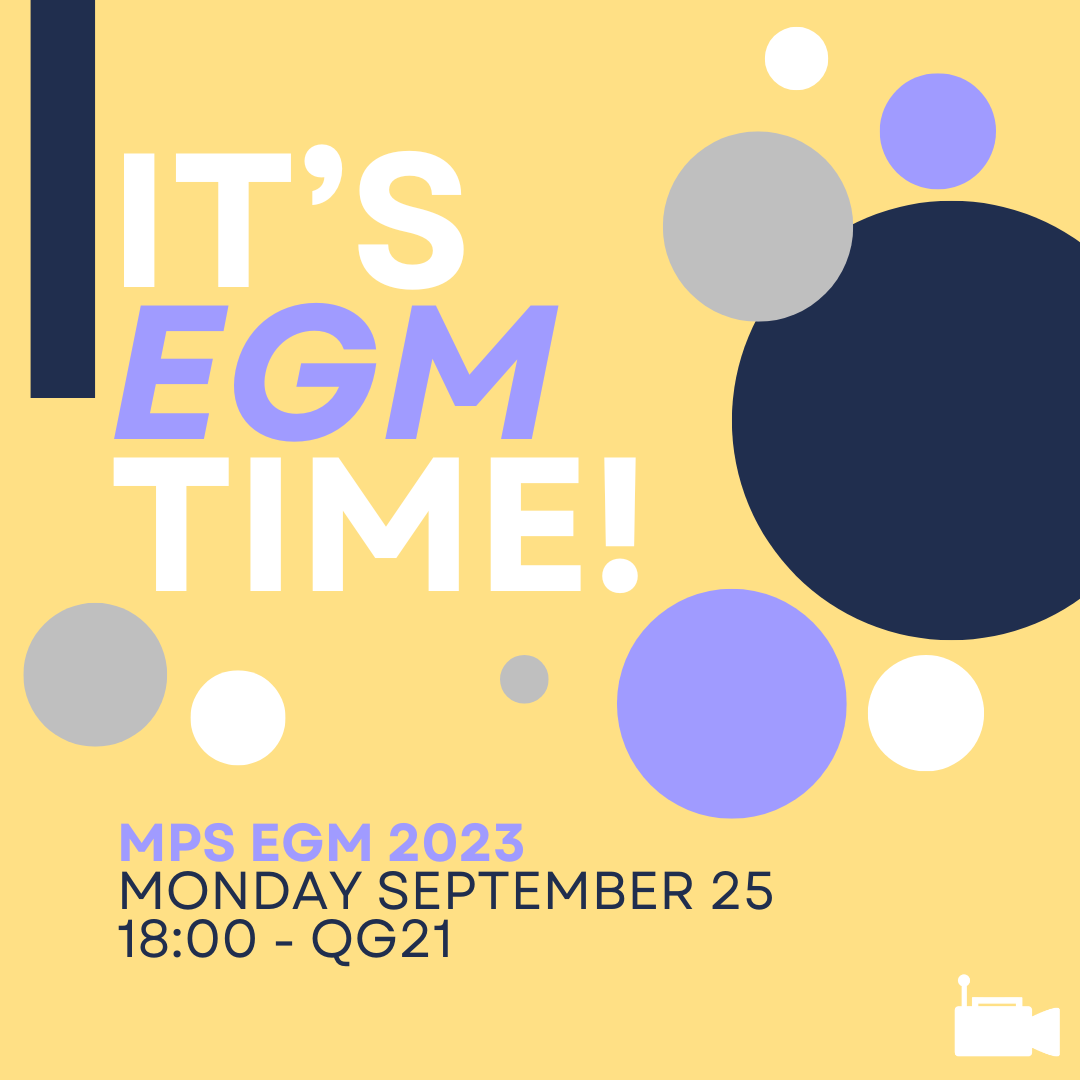 IT’S
EGM
TIME!
MPS EGM 2023
MONDAY SEPTEMBER 25
18:00 - QG21